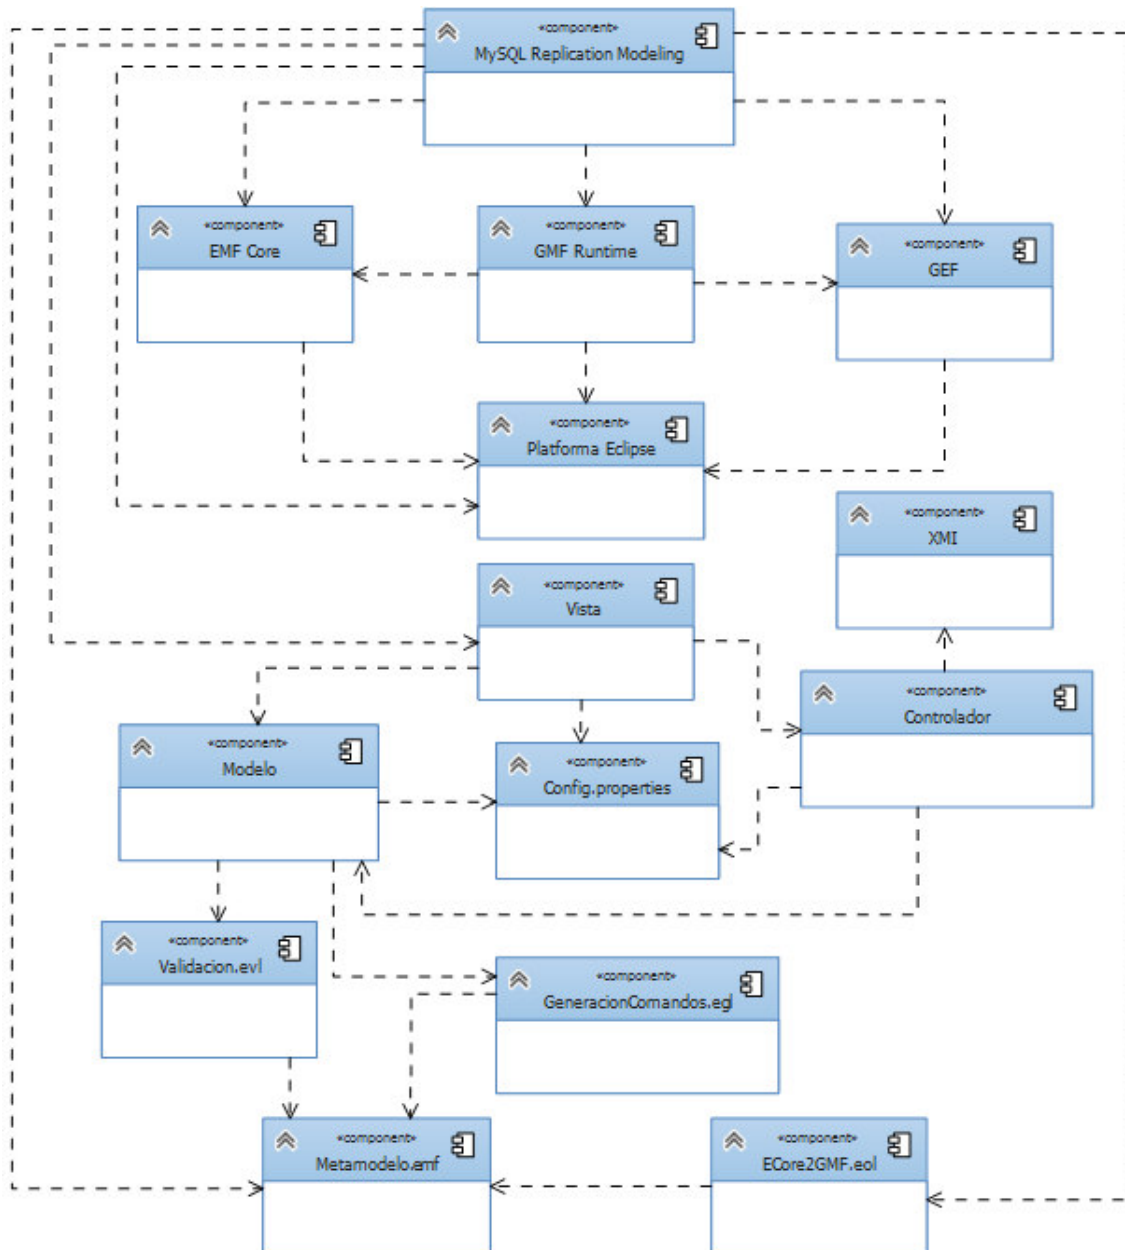 «component»
MySQL Replication Modeling
«component»
EMF Core
«component»
GMF Runtime
«component»
GEF
«component»
Platforma Eclipse
«component»
XMI
«component»
Vista
«component»
Controlador
«component»
Modelo
«component»
Config.properties
«component»
Validacion.evl
«component»
GeneracionComandos.egl
«component»
Metamodelo.emf
«component»
ECore2GMF.eol